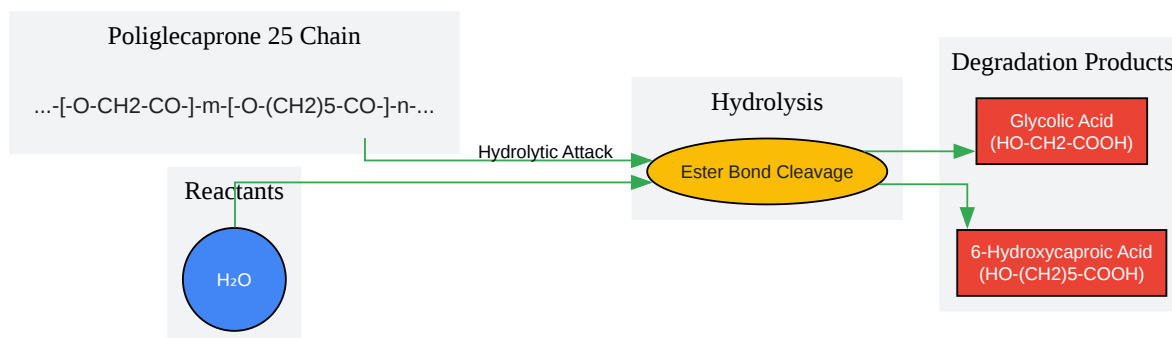 Poliglecaprone 25 Chain
...-[-O-CH2-CO-]-m-[-O-(CH2)5-CO-]-n-...
Hydrolytic Attack
Reactants
H₂O
Hydrolysis
Ester Bond Cleavage
Degradation Products
Glycolic Acid
(HO-CH2-COOH)
6-Hydroxycaproic Acid
(HO-(CH2)5-COOH)